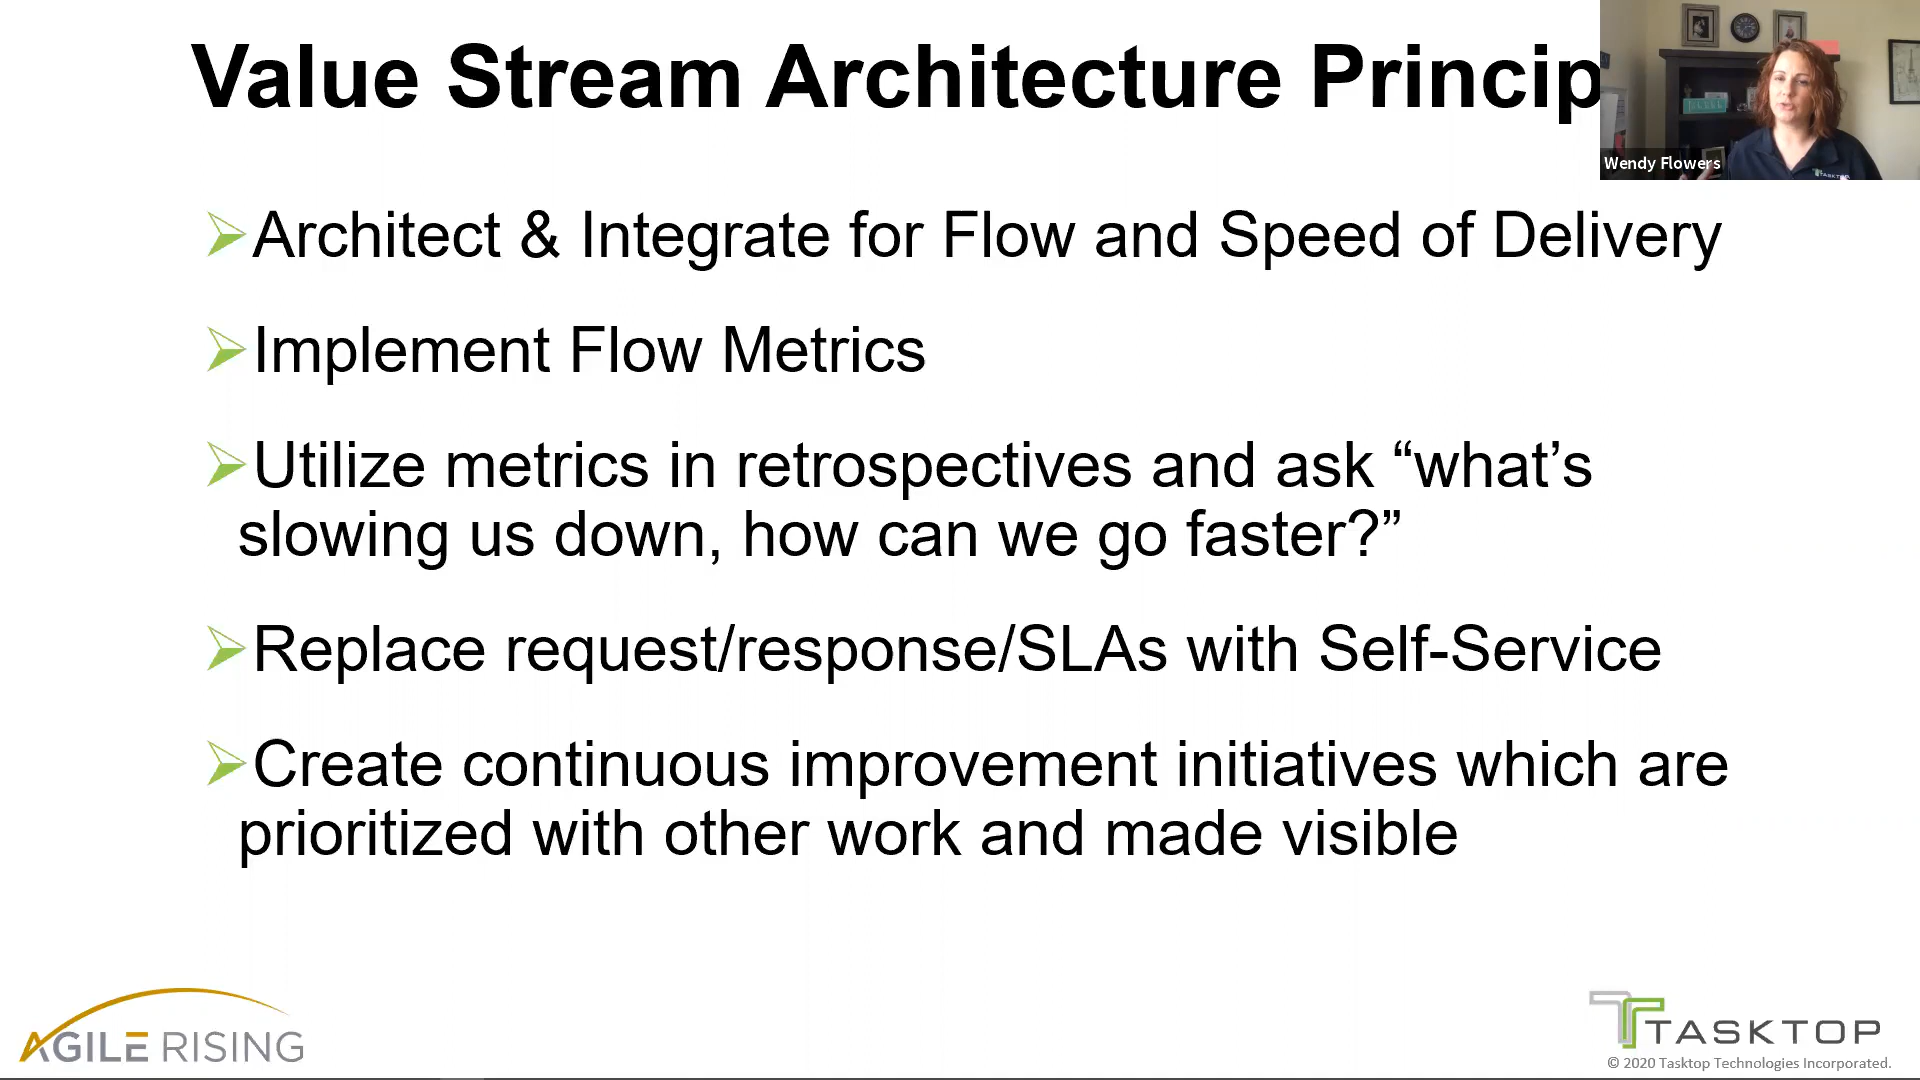 Value Stream Architecture Princip
Wendy Flowers
TASKTOP
Architect & Integrate for Flow and Speed of Delivery
Implement Flow Metrics
Utilize metrics in retrospectives and ask “what’s
slowing us down, how can we go faster?”
Replace request/response/SLAs with Self-Service
Create continuous improvement initiatives which are
prioritized with other work and made visible
AGILE RISING
TASKTOP
© 2020 Tasktop Technologies Incorporated.